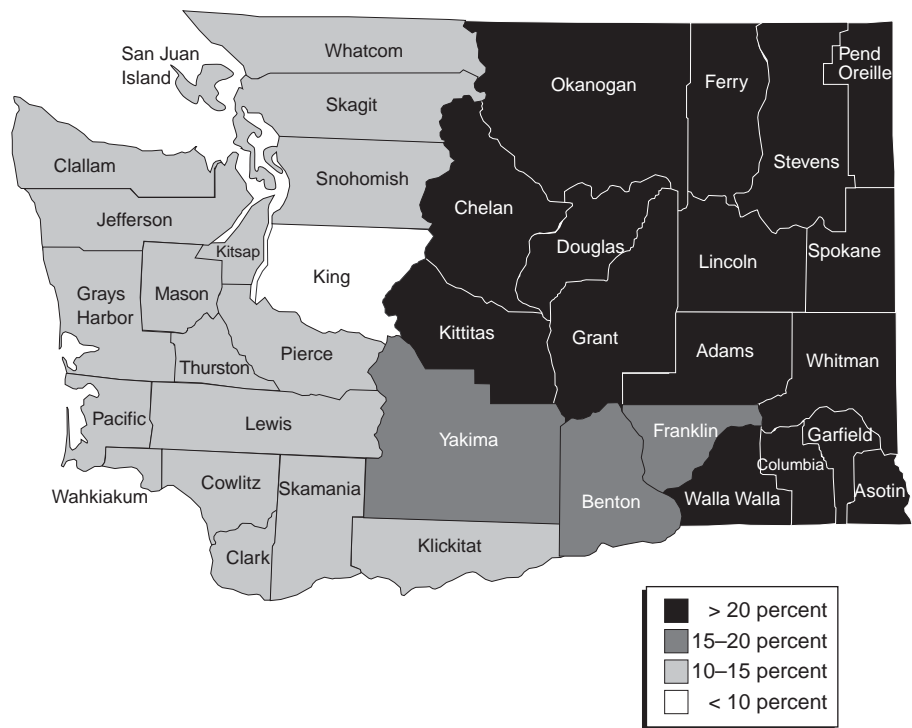 Whatcom
San Juan
Island
Pend
Oreille
Okanogan
Ferry
Skagit
Stevens
Clallam
Snohomish
Chelan
Jefferson
Kitsap
Douglas
Spokane
Lincoln
King
Mason
Grays
Harbor
Kittitas
Grant
Adams
Pierce
Whitman
Thurston
Pacific
Lewis
Yakima
Franklin
Garfield
Columbia
Cowlitz
Skamania
Wahkiakum
Benton
Walla Walla
Asotin
Klickitat
Clark
> 20 percent
15–20 percent
10–15 percent
< 10 percent